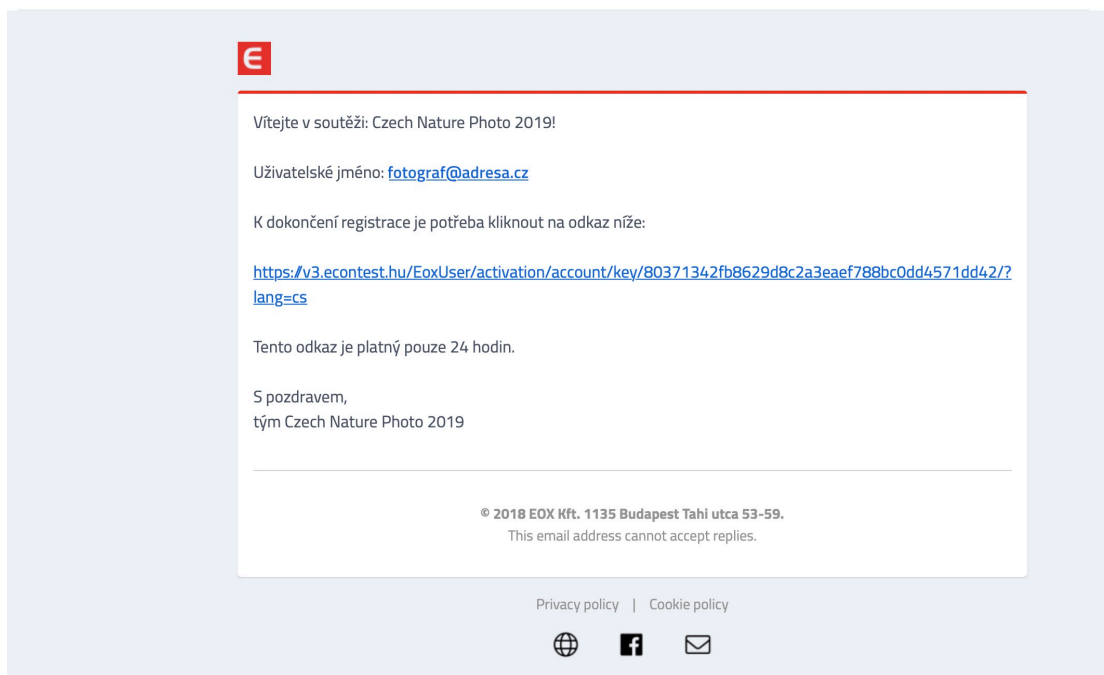 Vítejte v soutěži: Czech Nature Photo 2019!
Uživatelské jméno: fotograf@adresa.cz
K dokončení registrace je potřeba kliknout na odkaz níže:
https://v3.econtest.hu/EoxUser/activation/account/key/80371342fb8629d8c2a3eaef788bc0dd4571dd42/?
lang=cs
Tento odkaz je platný pouze 24 hodin.
S pozdravem,
tým Czech Nature Photo 2019
© 2018 EOX Kft. 1135 Budapest Tahi utca 53-59.
This email address cannot accept replies.
Privacy policy | Cookie policy